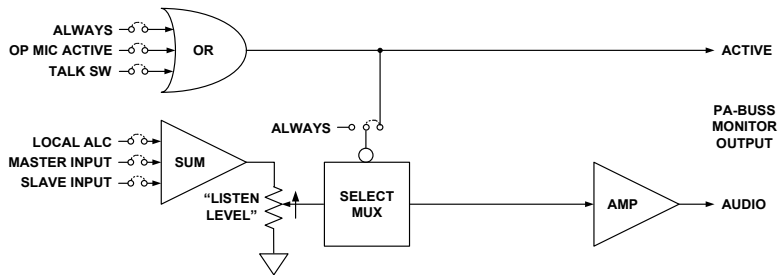 ALWAYS
OP MIC ACTIVE
TALK SW
OR
ACTIVE
ALWAYS
PA-BUSS
MONITOR
OUTPUT
LOCAL ALC
MASTER INPUT
SLAVE INPUT
SUM
“LISTEN
LEVEL”
SELECT
MUX
AMP
AUDIO